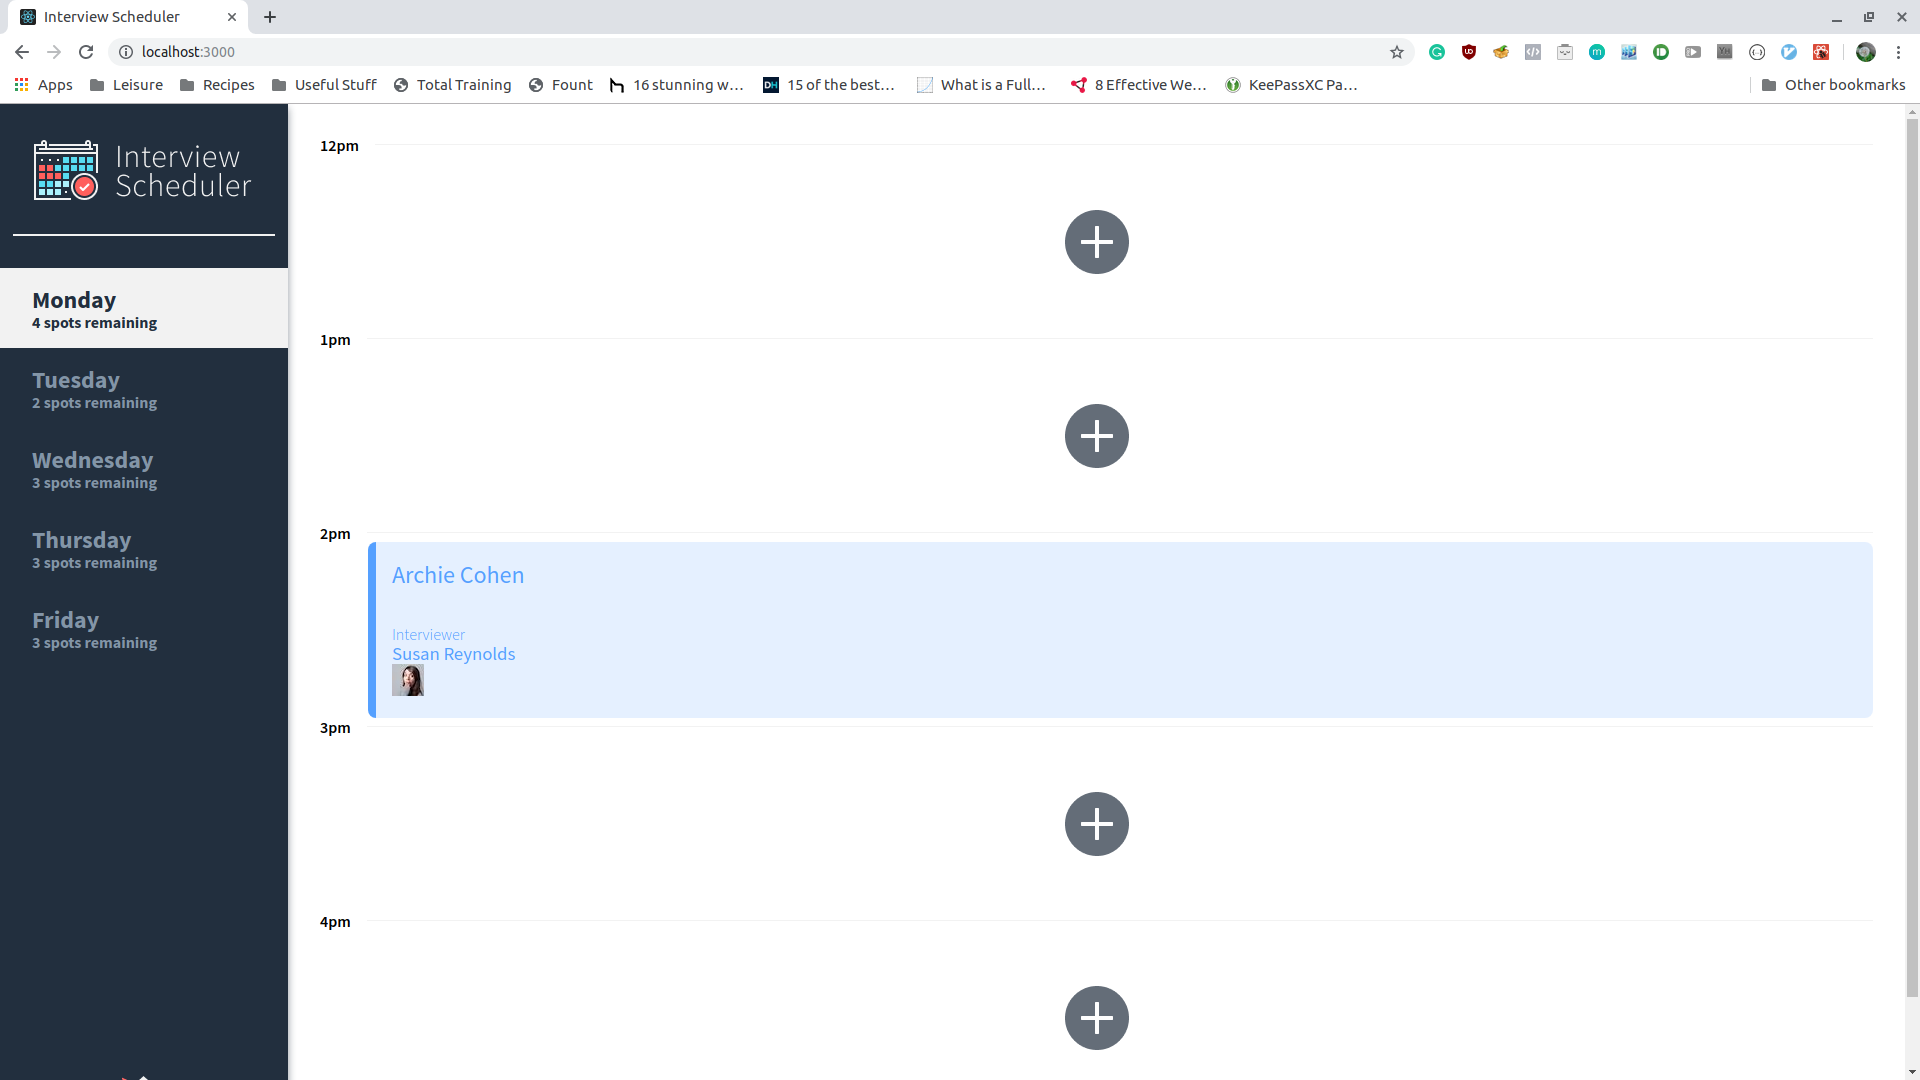 Interview Scheduler
localhost:3000
Apps
Leisure
Recipes
Useful Stuff
Total Training
Fount
16 stunning w...
15 of the best...
What is a Full...
8 Effective We...
KeePassXC Pa...
Other bookmarks
Interview
Scheduler
Monday
4 spots remaining
Tuesday
2 spots remaining
Wednesday
3 spots remaining
Thursday
3 spots remaining
Friday
3 spots remaining
12pm
1pm
2pm
Archie Cohen
Interviewer
Susan Reynolds
3pm
4pm